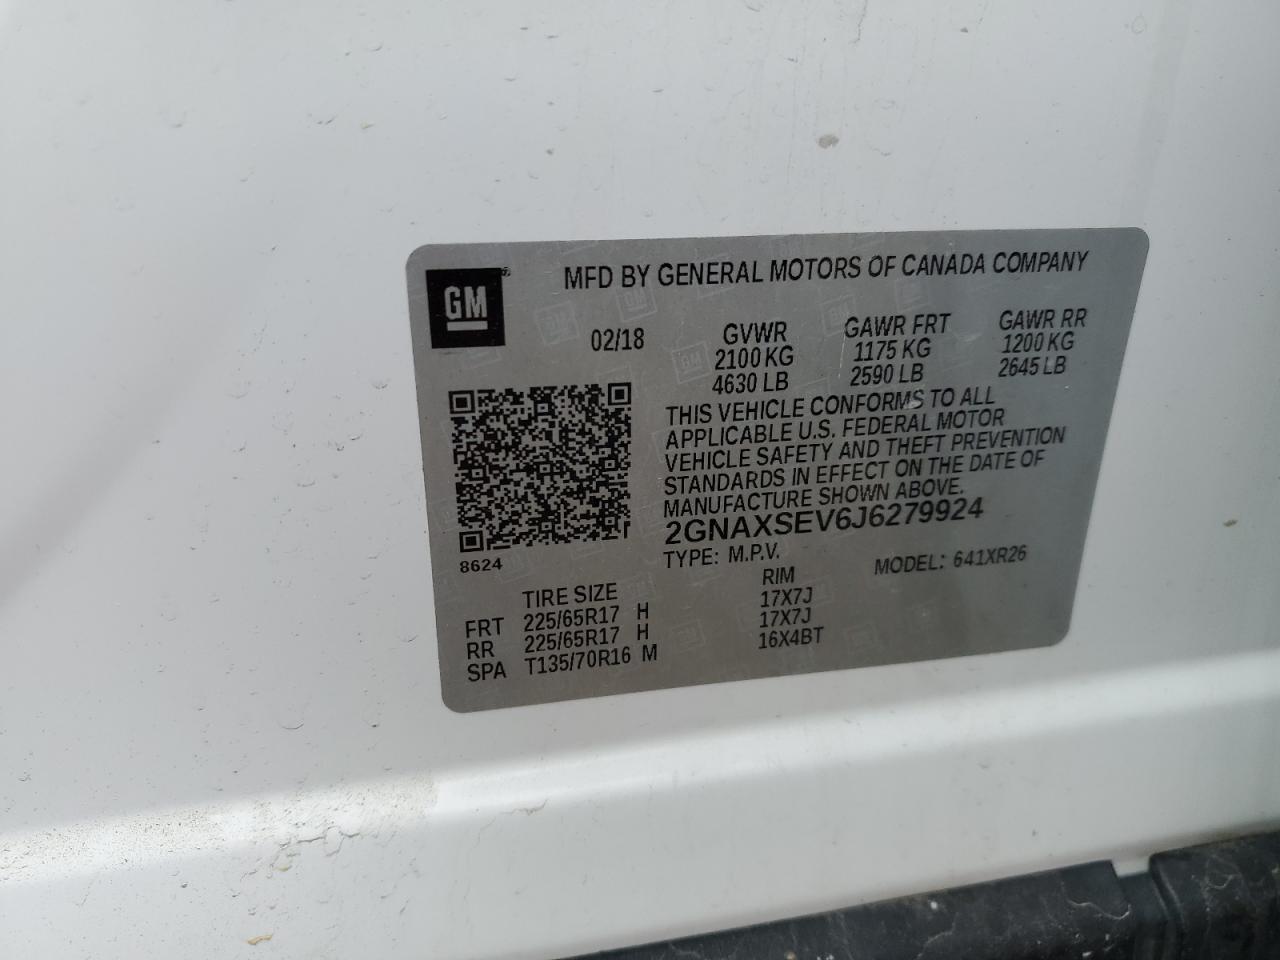 GM
MFD BY GENERAL MOTORS OF CANADA COMPANY
02/18 GVWR GAWR FRT GAWR RR
2100 KG 1175 KG 1200 KG
4630 LB 2590 LB 2645 LB
THIS VEHICLE CONFORMS TO ALL
APPLICABLE U.S. FEDERAL MOTOR
VEHICLE SAFETY AND THEFT PREVENTION
STANDARDS IN EFFECT ON THE DATE OF
MANUFACTURE SHOWN ABOVE.
2GNAXSEV6J6279924
8624 TYPE: M.P.V. MODEL: 641XR26
TIRE SIZE RIM
FRT 225/65R17 H 17X7J
RR 225/65R17 H 17X7J
SPA T135/70R16 M 16X4BT